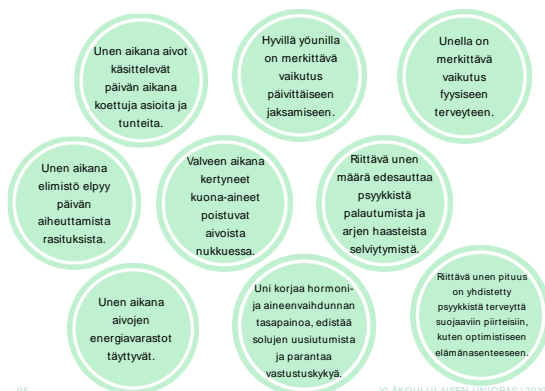 Unen aikana aivot
käsittelevät
päivän aikana
koettuja asioita ja
tunteita.
Hyvillä yöunilla
on merkittävä
vaikutus
päivittäiseen
jaksamiseen.
Unella on
merkittävä
vaikutus
fyysiseen
terveyteen.
Unen aikana
elimistö elpyy
päivän
aiheuttamista
rasituksista.
Valveen aikana
kertyneet
kuona-aineet
poistuvat
aivoista
nukkuessa.
Riittävä unen
määrä edesauttaa
psyykkistä
palautumista ja
arjen haasteista
selviytymistä.
Unen aikana
aivojen
energiavarastot
täyttyvät.
Uni korjaa hormoni-
ja aineenvaihdunnan
tasapainoa, edistää
solujen uusiutumista
ja parantaa
vastustuskykyä.
Riittävä unen pituus
on yhdistetty
psyykkistä terveyttä
suojaaviin piirteisiin,
kuten optimistiseen
elämänasenteeseen.
YLÄKOULULAISEN UNIOPAS